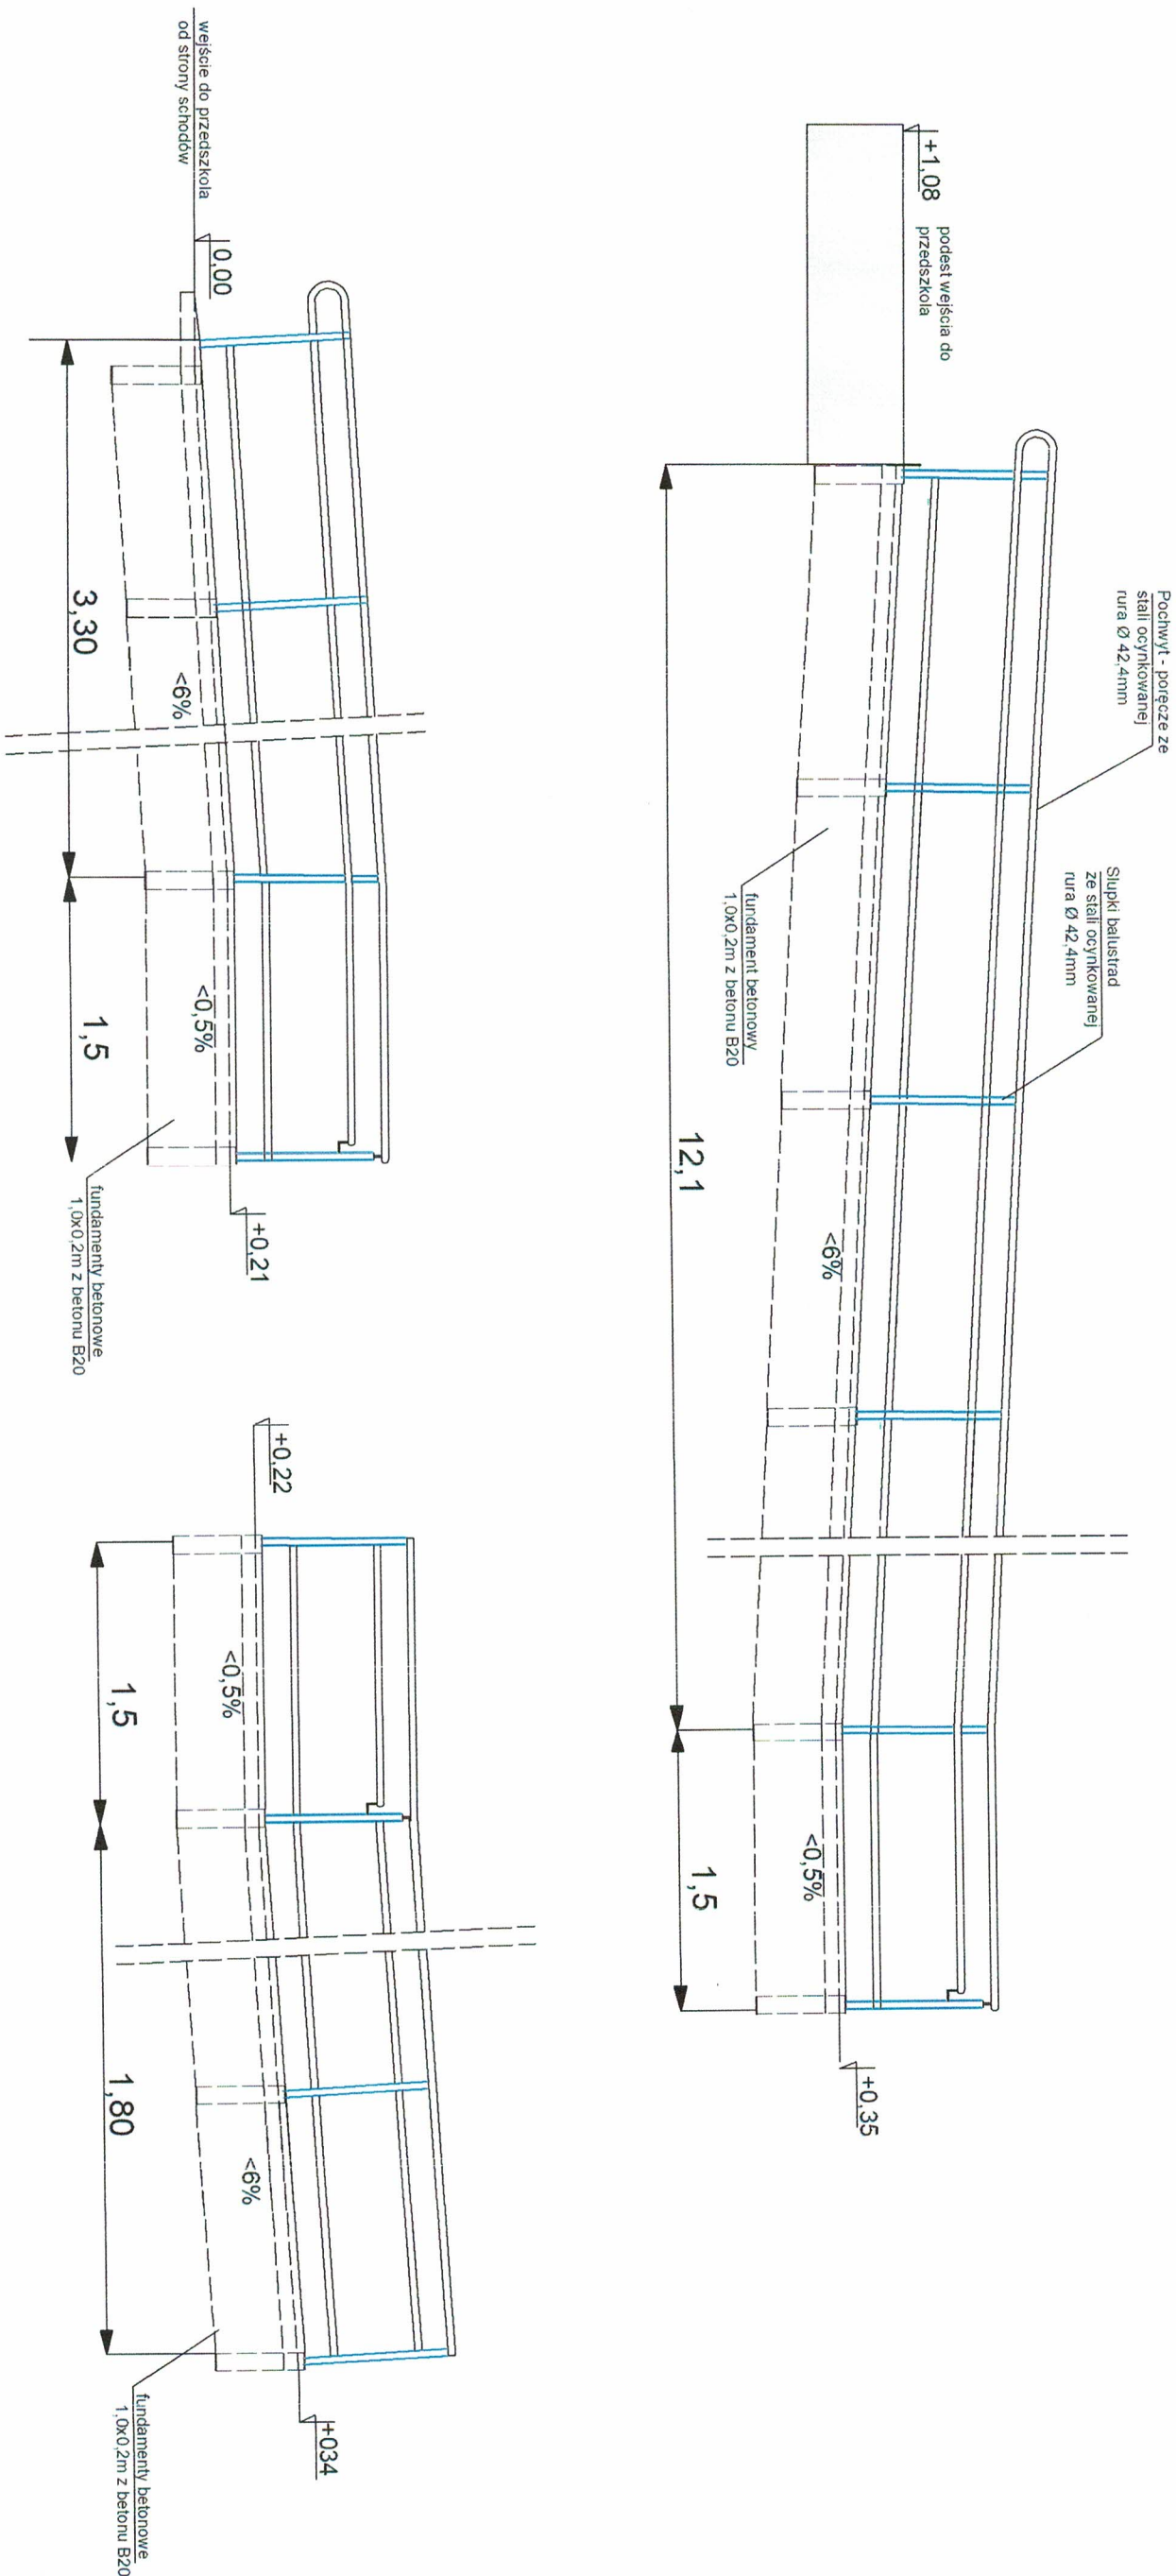 Pochwyt - poręcze ze
stali ocynkowanej
rura Ø 42,4mm
Słupki balustrad
ze stali ocynkowanej
rura Ø 42,4mm
+1,08
podest wejścia do
przedszkola
fundament betonowy
1,0x0,2m z betonu B20
<6%
<0,5%
+0,35
12,1
1,5
wejście do przedszkola
od strony schodów
0,00
<6%
<0,5%
+0,21
3,30
1,5
fundamenty betonowe
1,0x0,2m z betonu B20
+0,22
<0,5%
<6%
+034
1,5
1,80
fundamenty betonowe
1,0x0,2m z betonu B20